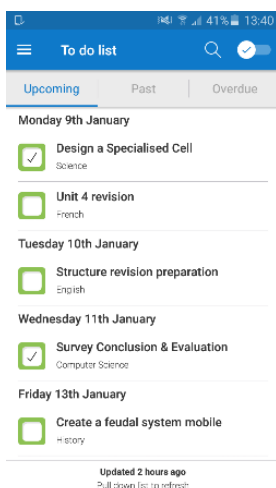 41% 13:40
To do list
Upcoming Past Overdue
Monday 9th January
Design a Specialised Cell
Science
Unit 4 revision
French
Tuesday 10th January
Structure revision preparation
English
Wednesday 11th January
Survey Conclusion & Evaluation
Computer Science
Friday 13th January
Create a feudal system mobile
History
Updated 2 hours ago
Pull down list to refresh